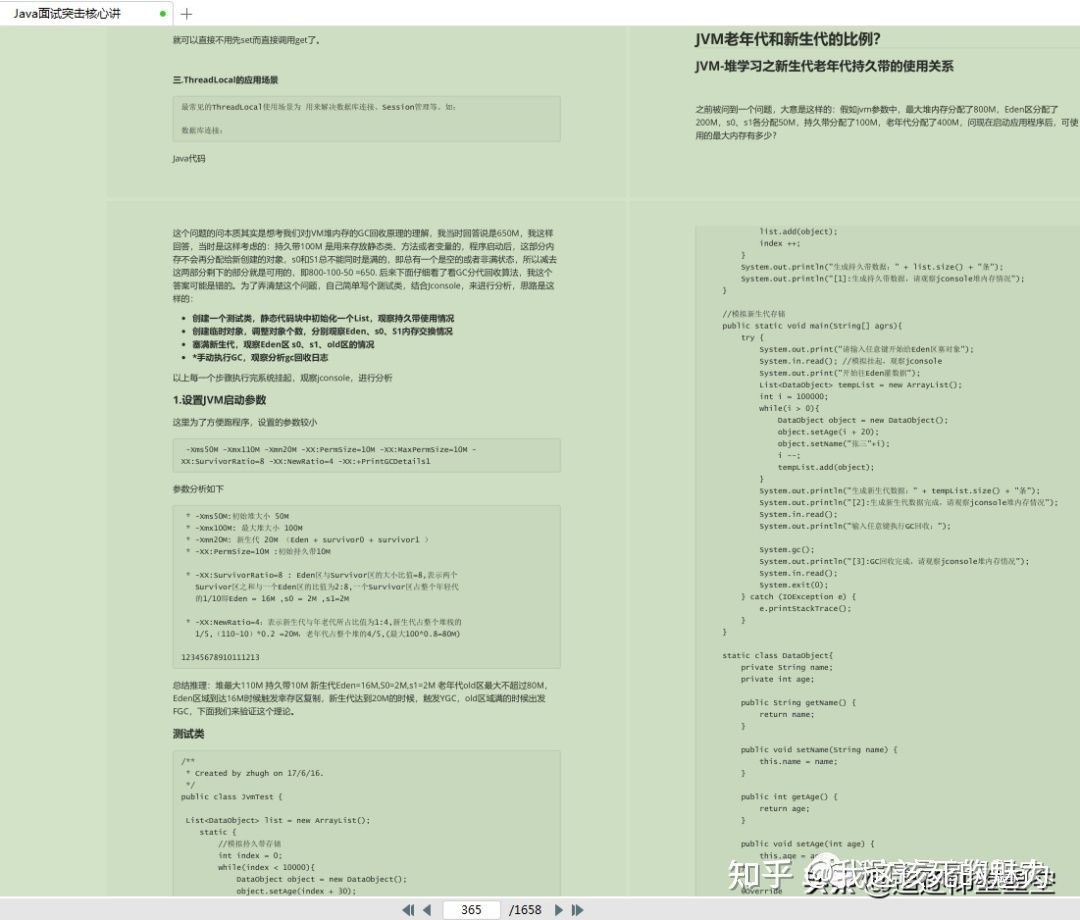 Java面试突击核心讲
就可以直接不用先set而直接调用get了。
三.ThreadLocal的应用场景
最常见的ThreadLocal使用场景为 用来解决数据库连接、Session管理等。如:
数据库连接:
Java代码
JVM老年代和新生代的比例?
JVM-堆学习之新生代老年代持久带的使用关系
之前被问到一个问题，大意是这样的：假如jvm参数中，最大堆内存分配了800M，Eden区分配了
200M，s0、s1各分配50M，持久带分配了100M，老年代分配了400M，问现在启动应用程序后，可使
用的最大内存有多少?
这个问题的问本质其实是想考我们对JVM堆内存的GC回收原理的理解，我当时回答说是650M，我这样
回答，当时是这样考虑的：持久带100M 是用来存放静态类、方法或者变量的，程序启动后，这部分内
存不会再分配给新创建的对象，s0和S1总不能同时是满的，即总有一个是空的或者非满状态，所以减去
这两部分剩下的部分就是可用的，即800-100-50 =650. 后来下面仔细看了看GC分代回收算法，我这个
答案可能是错的。为了弄清楚这个问题，自己简单写个测试类，结合Jconsole，来进行分析，思路是这
样的：
创建一个测试类，静态代码块中初始化一个List，观察持久带使用情况
创建临时对象，调整对象个数，分别观察Eden、s0、S1内存交换情况
塞满新生代，观察Eden区 s0、s1、old区的情况
*手动执行GC，观察分析gc回收日志
以上每一个步骤执行完系统挂起，观察jconsole，进行分析
1.设置JVM启动参数
这里为了方便跑程序，设置的参数较小
-Xms50M -Xmx110M -Xmn20M -XX:PermSize=10M -XX:MaxPermSize=10M -
XX:SurvivorRatio=8 -XX:NewRatio=4 -XX:+PrintGCDetails1
参数分析如下
* -Xms50M:初始堆大小 50M
* -Xmx100M: 最大堆大小 100M
* -Xmn20M: 新生代 20M （Eden + survivor0 + survivor1 ）
* -XX:PermSize=10M :初始持久带10M
* -XX:SurvivorRatio=8 : Eden区与Survivor区的大小比值=8,表示两个
Survivor区之和与一个Eden区的比值为2:8,一个Survivor区占整个年轻代
的1/10即Eden = 16M ,s0 = 2M ,s1=2M
* -XX:NewRatio=4: 表示新生代与年老代所占比值为1:4,新生代占整个堆栈的
1/5,（110-10）*0.2 =20M，老年代占整个堆的4/5,(最大100*0.8=80M)
12345678910111213
总结推理：堆最大110M 持久带10M 新生代Eden=16M,S0=2M,s1=2M 老年代old区最大不超过80M,
Eden区域到达16M时候触发幸存区复制，新生代达到20M的时候，触发YGC，old区域满的时候出发
FGC，下面我们来验证这个理论。
测试类
/**
* Created by zhugh on 17/6/16.
*/
public class JvmTest {
List<DataObject> list = new ArrayList();
static {
//模拟持久带存储
int index = 0;
while(index < 10000){
DataObject object = new DataObject();
object.setAge(index + 30);
list.add(object);
index ++;
}
System.out.println("生成持久带数据：" + list.size() + "条");
System.out.println("[1]:生成持久带数据，请观察jconsole堆内存情况");
}
//模拟新生代存储
public static void main(String[] agrs){
try {
System.out.print("请输入任意键开始给Eden区塞对象");
System.in.read(); //模拟挂起，观察jconsole
System.out.print("开始往Eden灌数据");
List<DataObject> tempList = new ArrayList();
int i = 100000;
while(i > 0){
DataObject object = new DataObject();
object.setAge(i + 20);
object.setName("张三"+i);
i --;
tempList.add(object);
}
System.out.println("生成新生代数据：" + tempList.size() + "条");
System.out.println("[2]:生成新生代数据完成，请观察jconsole堆内存情况");
System.in.read();
System.out.println("输入任意键执行GC回收：");
System.gc();
System.out.println("[3]:GC回收完成，请观察jconsole堆内存情况");
System.in.read();
System.exit(0);
} catch (IOException e) {
e.printStackTrace();
}
}
static class DataObject{
private String name;
private int age;
public String getName() {
return name;
}
public void setName(String name) {
this.name = name;
}
public int getAge() {
return age;
}
public void setAge(int age) {
this.age = a
@Override
知乎 @我这该死的魅力
365 /1658